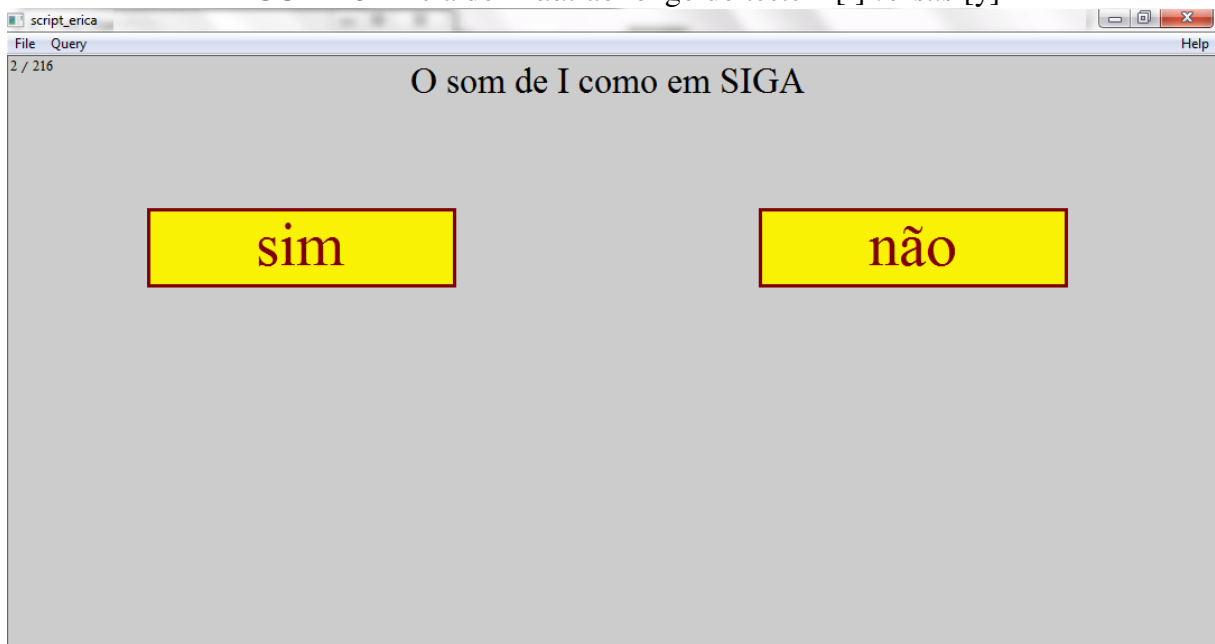 script_erica
File Query Help
2 / 216
O som de I como em SIGA
sim não